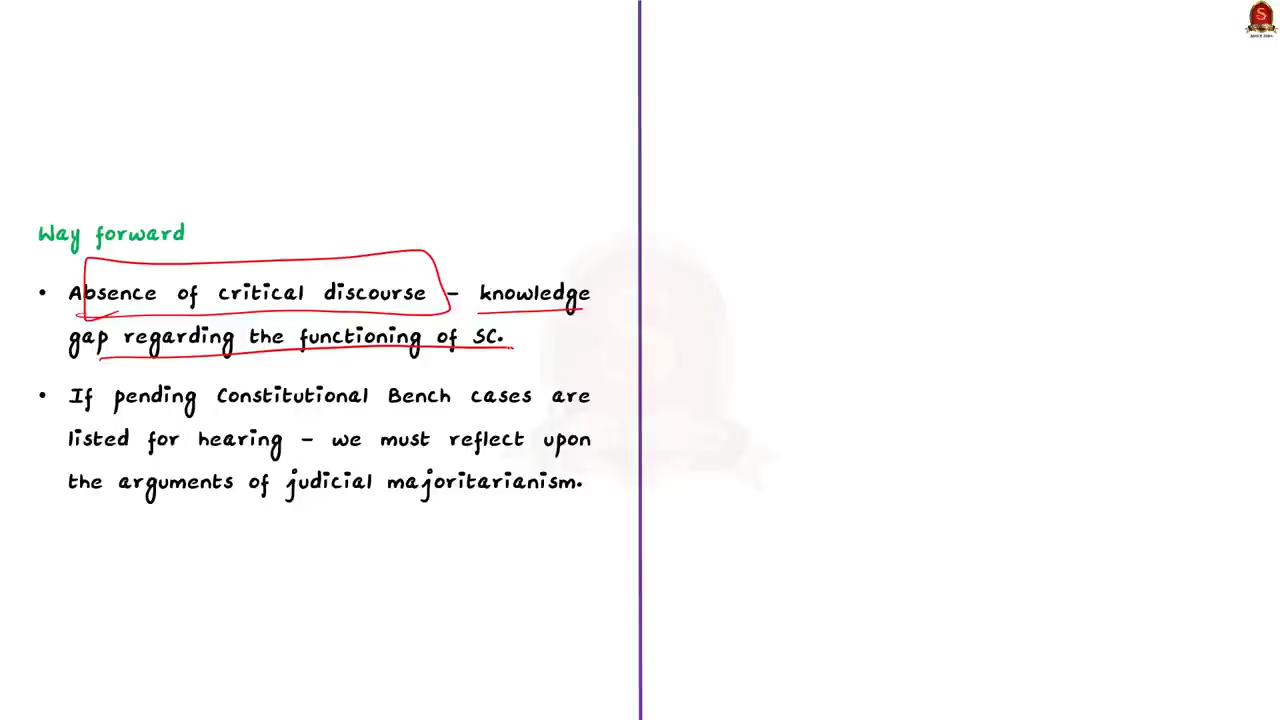 Way forward
• Absence of critical discourse – knowledge
gap regarding the functioning of SC.
• If pending Constitutional Bench cases are
listed for hearing – we must reflect upon
the arguments of judicial majoritarianism.